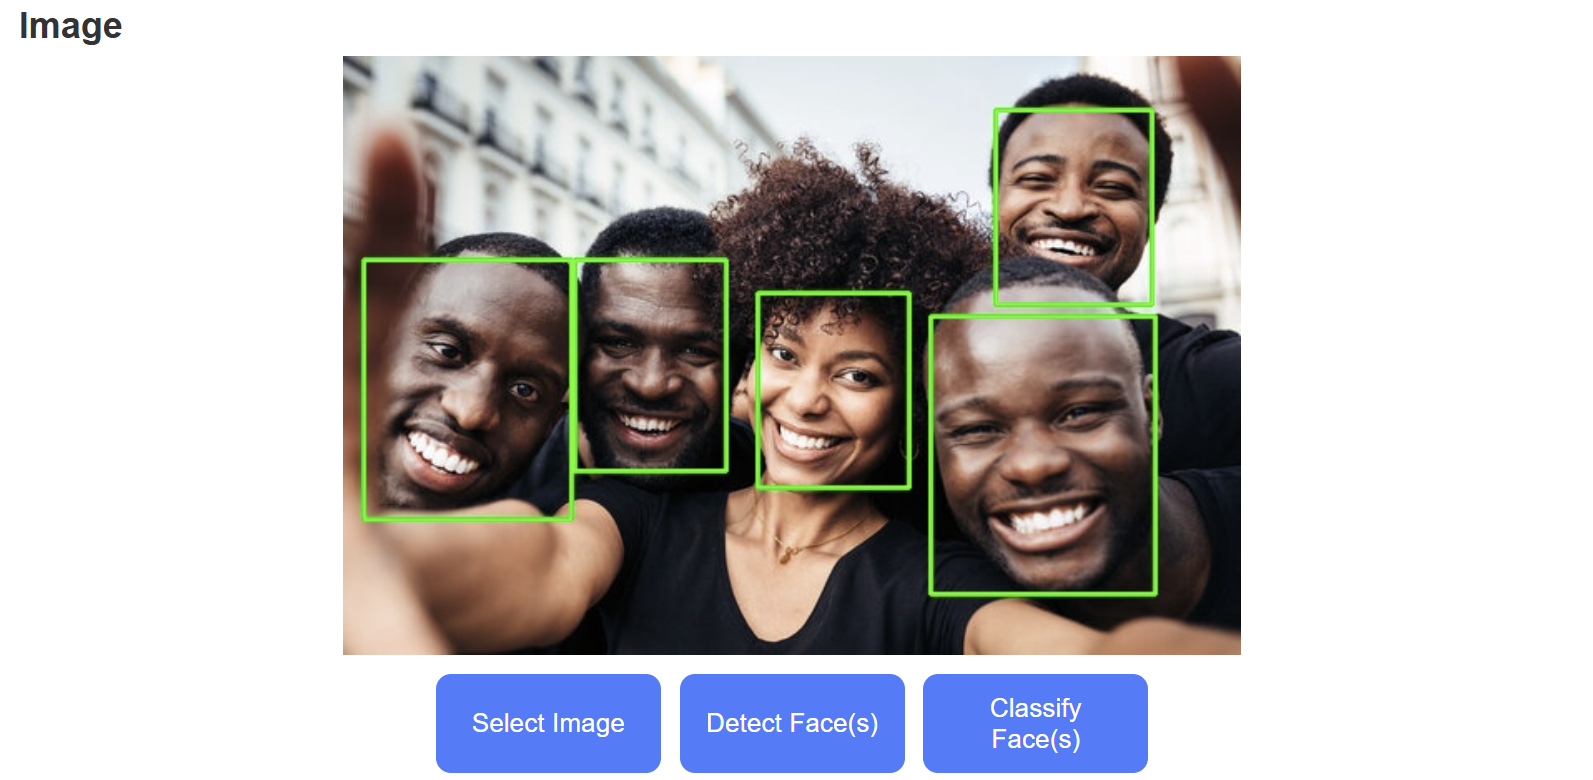 Image
Select Image
Detect Face(s)
Classify
Face(s)